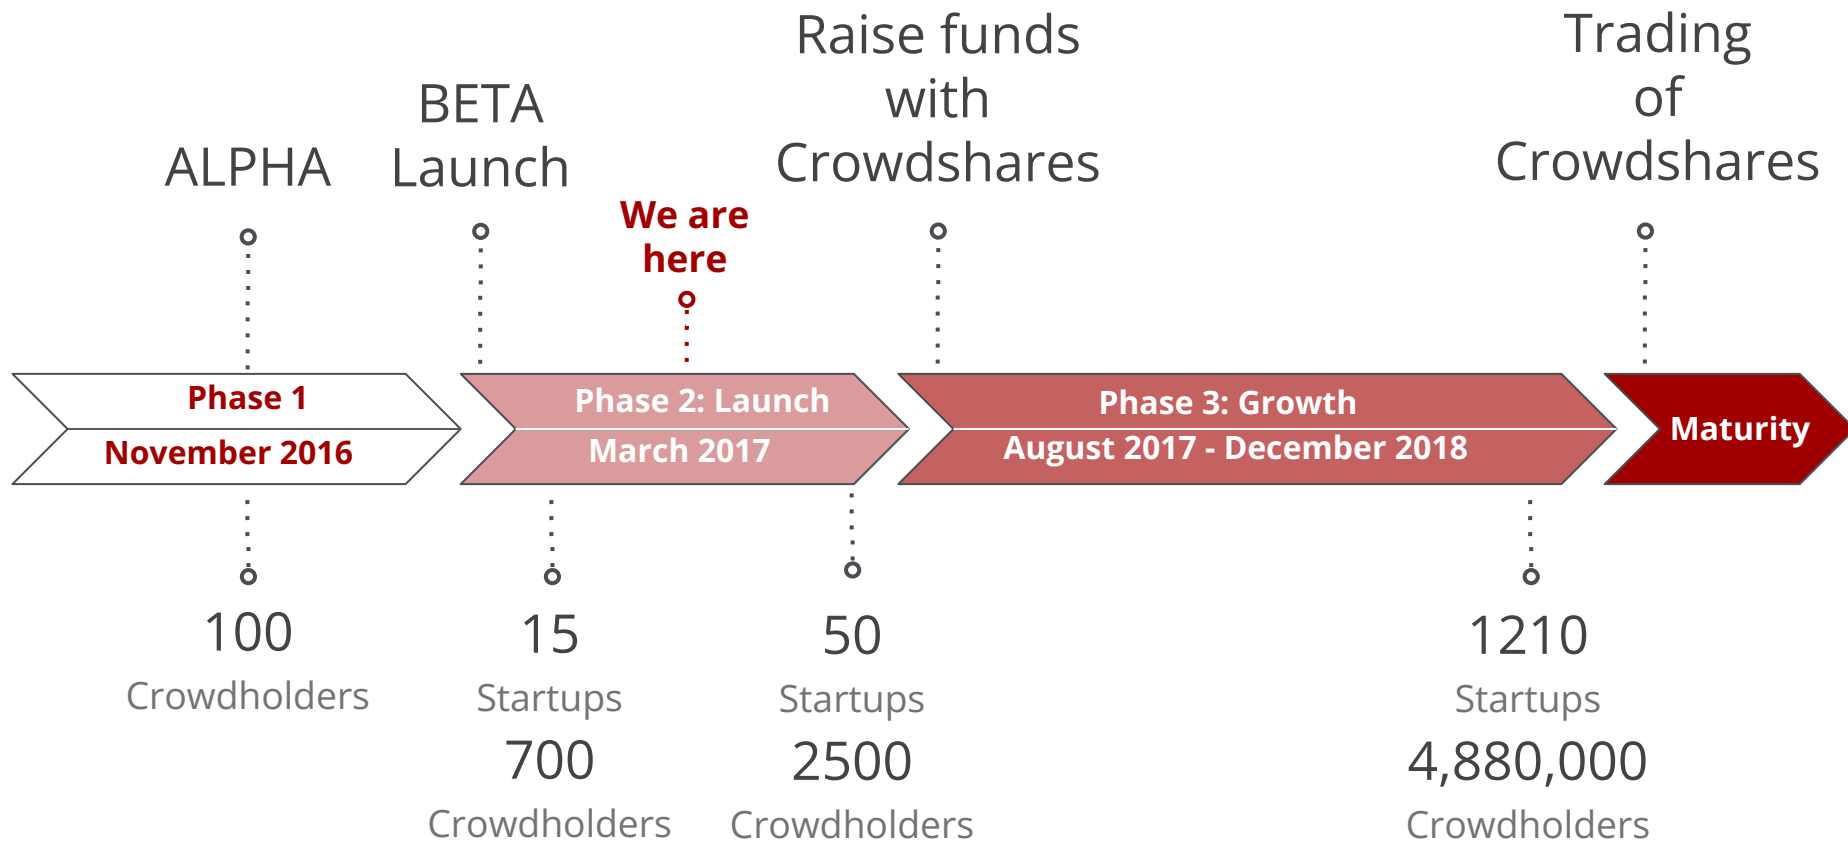 ALPHA
BETA
Launch
We are
here
Raise funds
with
Crowdshares
Trading
of
Crowdshares
Phase 1
November 2016
Phase 2: Launch
March 2017
Phase 3: Growth
August 2017 - December 2018
Maturity
100
Crowdholders
15
Startups
700
Crowdholders
50
Startups
2500
Crowdholders
1210
Startups
4,880,000
Crowdholders